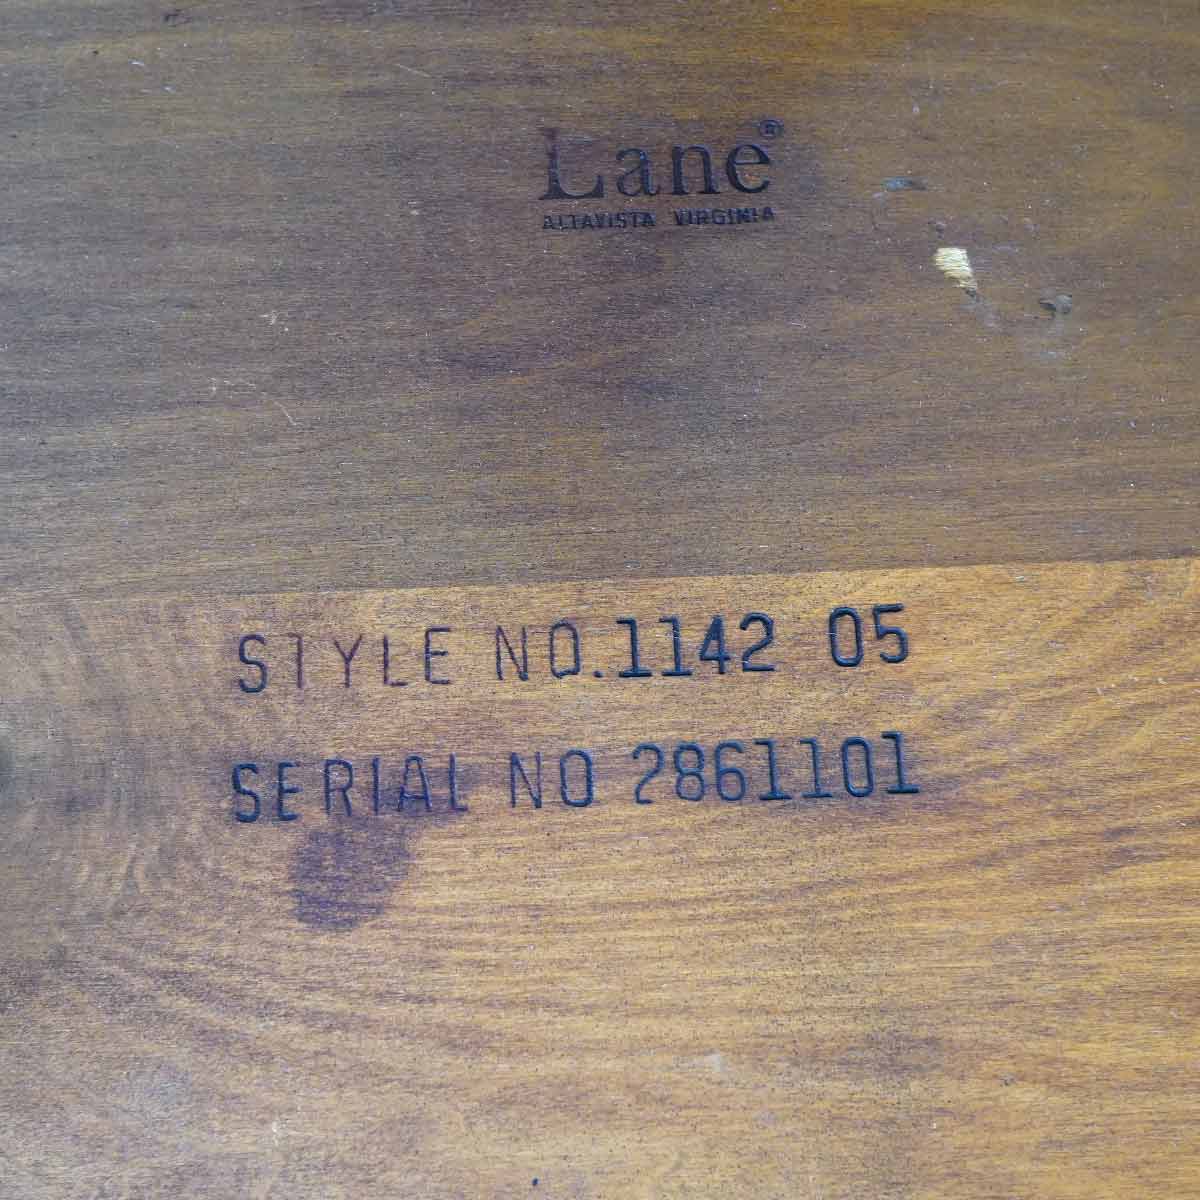 Lane®
ALTAVISTA VIRGINIA
STYLE NO. 1142 05
SERIAL NO 2861101